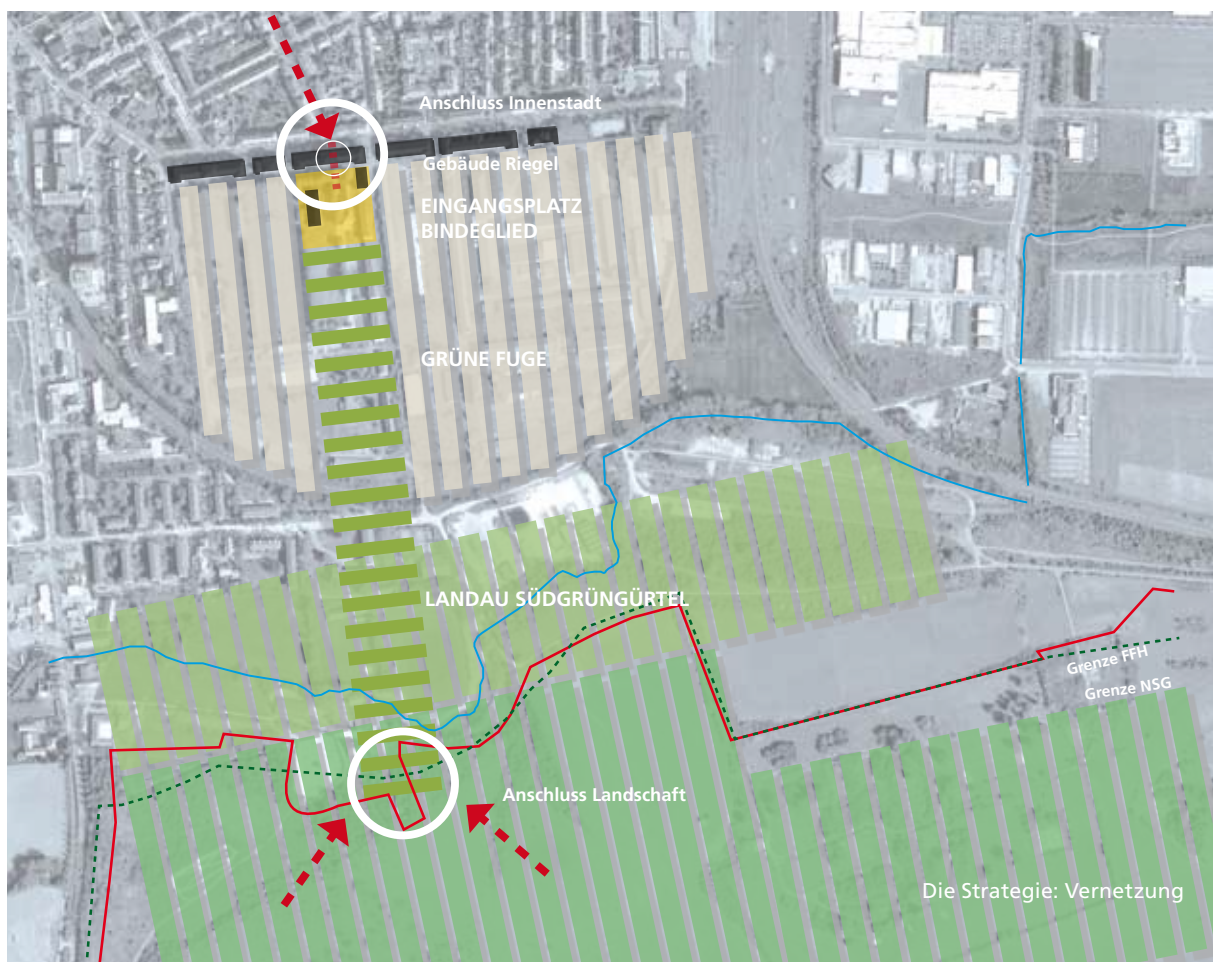 Anschluss Innenstadt
Gebäude Riegel
EINGANGSPLATZ
BINDEGLIED
GRÜNE FUGE
LANDAU SÜDGRÜNGÜRTEL
Grenze FFH
Grenze NSG
Anschluss Landschaft
Die Strategie: Vernetzung